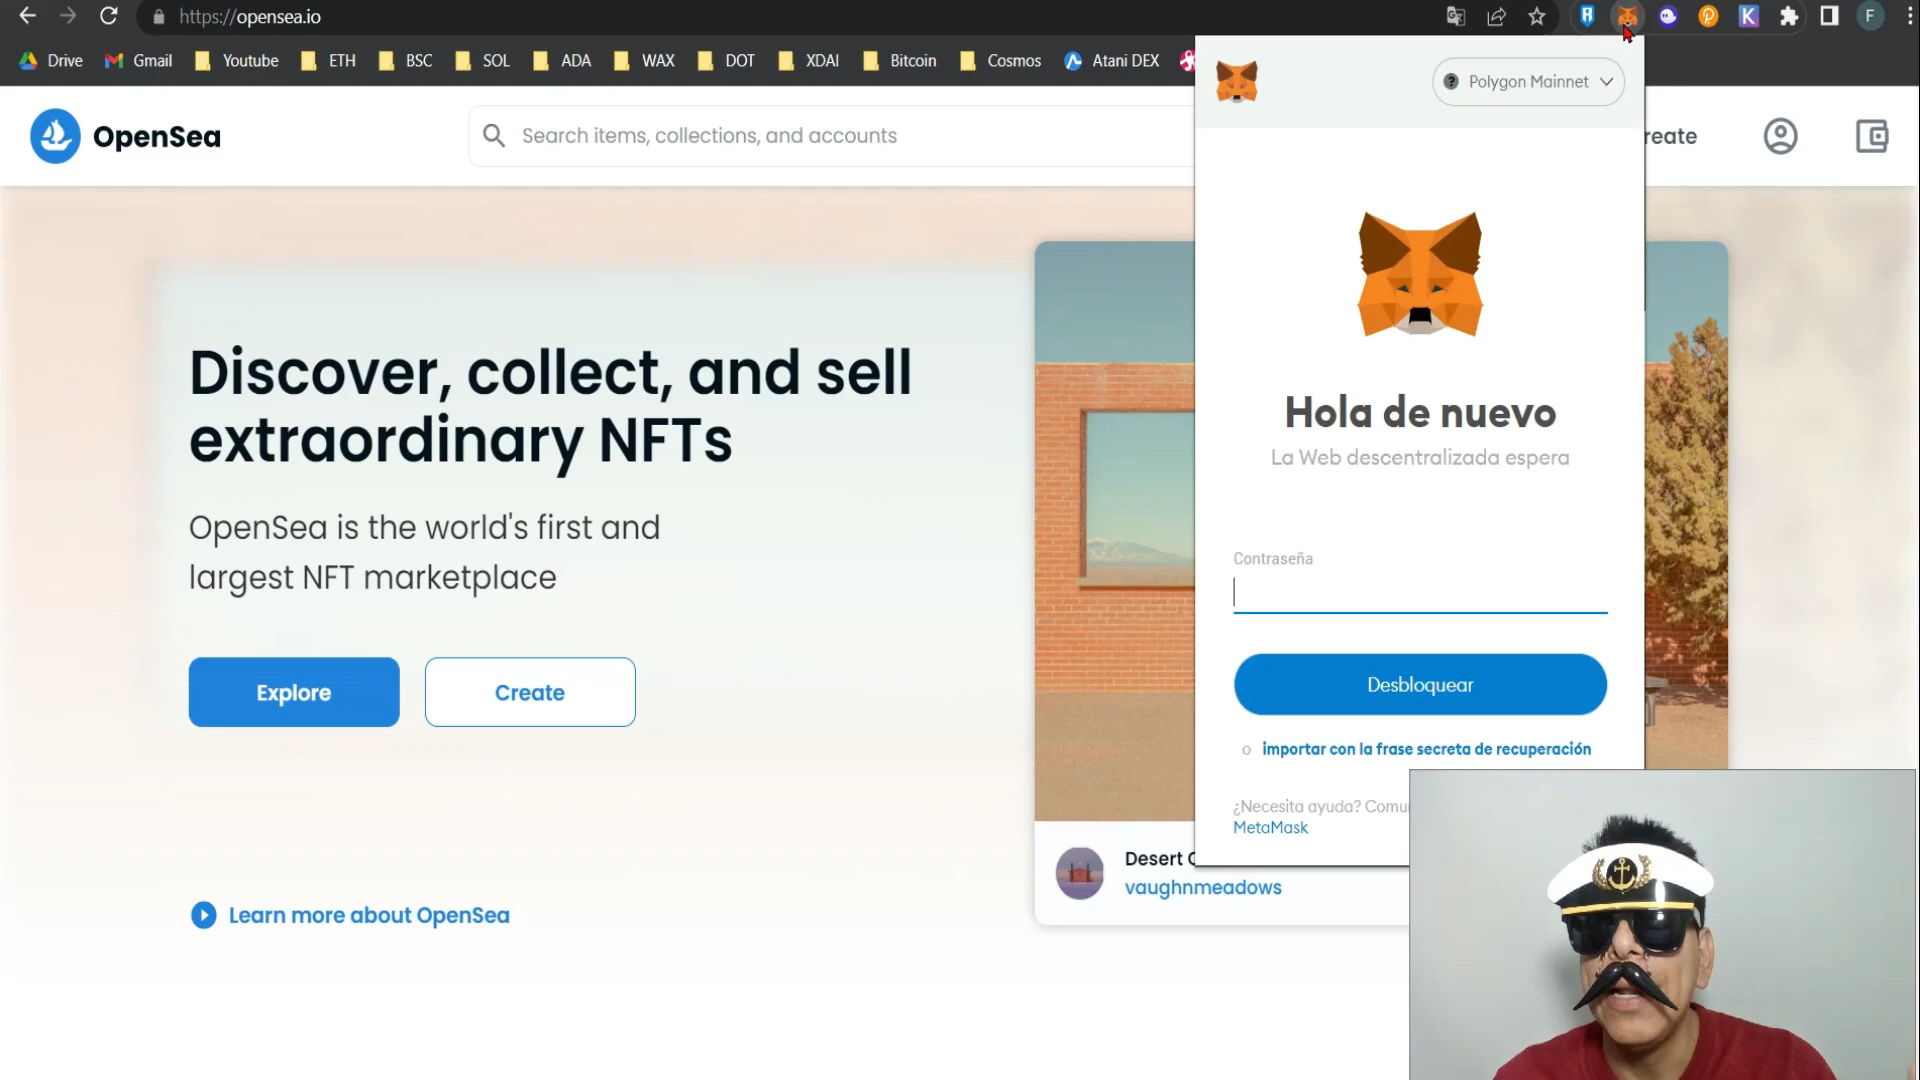 https://opensea.io
F
Drive
Gmail
Youtube
ETH
BSC
SOL
ADA
WAX
DOT
XDAI
Bitcoin
Cosmos
Atani DEX
OpenSea
Search items, collections, and accounts
reate
Polygon Mainnet
Discover, collect, and sell
extraordinary NFTs
OpenSea is the world's first and
largest NFT marketplace
Explore
Create
Learn more about OpenSea
Hola de nuevo
La Web descentralizada espera
Contraseña
Desbloquear
o importar con la frase secreta de recuperación
¿Necesita ayuda? Comu
MetaMask
Desert C
vaughnmeadows